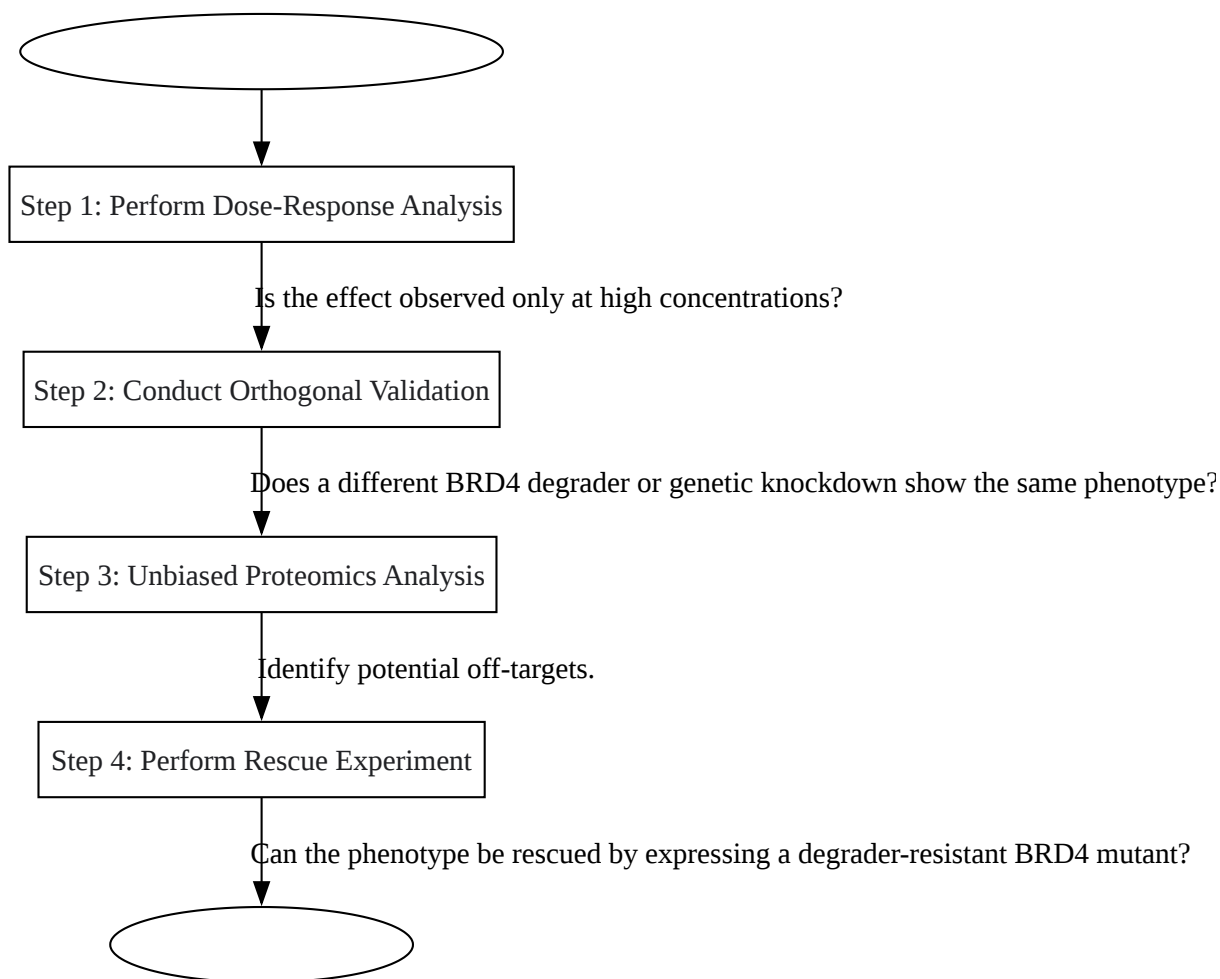 Step 1: Perform Dose-Response Analysis
Is the effect observed only at high concentrations?
Step 2: Conduct Orthogonal Validation
Does a different BRD4 degrader or genetic knockdown show the same phenotype?
Step 3: Unbiased Proteomics Analysis
Identify potential off-targets.
Step 4: Perform Rescue Experiment
Can the phenotype be rescued by expressing a degrader-resistant BRD4 mutant?